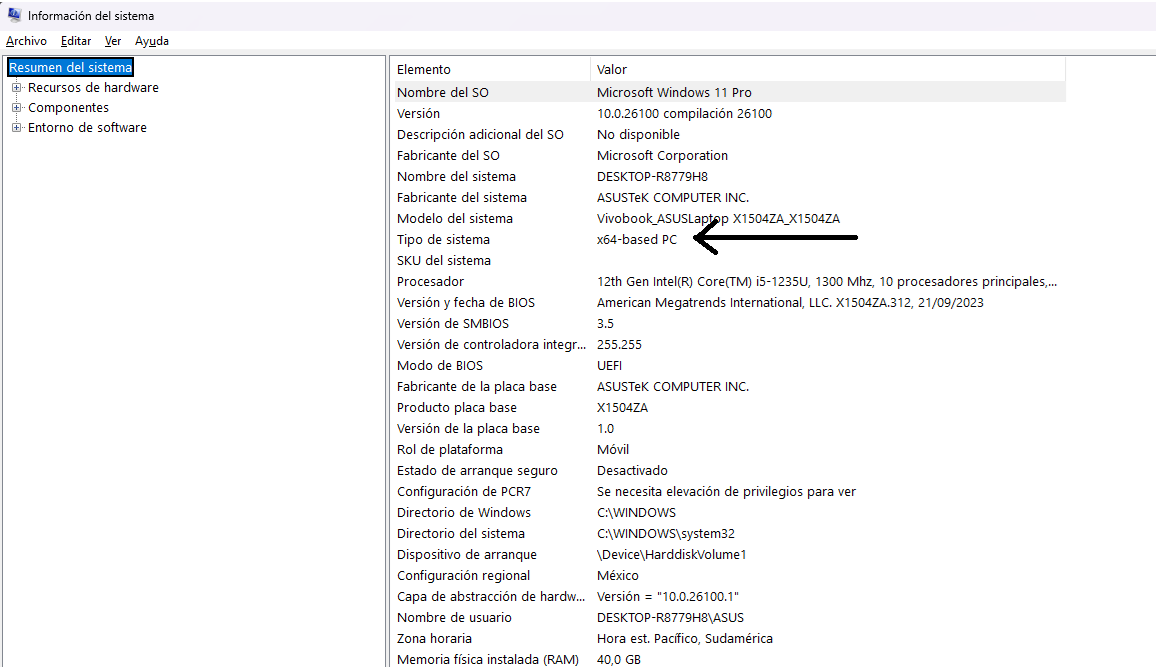 Información del sistema
Archivo Editar Ver Ayuda
Resumen del sistema
Recursos de hardware
Componentes
Entorno de software
Elemento Valor
Nombre del SO Microsoft Windows 11 Pro
Versión 10.0.26100 compilación 26100
Descripción adicional del SO No disponible
Fabricante del SO Microsoft Corporation
Nombre del sistema DESKTOP-R8779H8
Fabricante del sistema ASUSTeK COMPUTER INC.
Modelo del sistema Vivobook_ASUSLaptop X1504ZA_X1504ZA
Tipo de sistema x64-based PC
SKU del sistema
Procesador 12th Gen Intel(R) Core(TM) i5-1235U, 1300 Mhz, 10 procesadores principales,...
Versión y fecha de BIOS American Megatrends International, LLC. X1504ZA.312, 21/09/2023
Versión de SMBIOS 3.5
Versión de controladora integr... 255.255
Modo de BIOS UEFI
Fabricante de la placa base ASUSTeK COMPUTER INC.
Producto placa base X1504ZA
Versión de la placa base 1.0
Rol de plataforma Móvil
Estado de arranque seguro Desactivado
Configuración de PCR7 Se necesita elevación de privilegios para ver
Directorio de Windows C:\WINDOWS
Directorio del sistema C:\WINDOWS\system32
Dispositivo de arranque \Device\HarddiskVolume1
Configuración regional México
Capa de abstracción de hardw... Versión = "10.0.26100.1"
Nombre de usuario DESKTOP-R8779H8\ASUS
Zona horaria Hora est. Pacífico, Sudamérica
Memoria física instalada (RAM) 40,0 GB